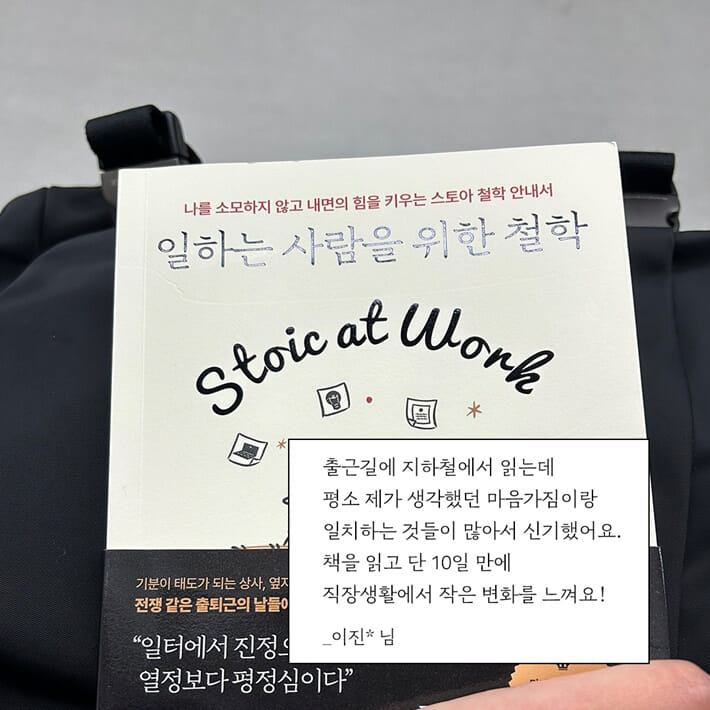 나를 소모하지 않고 내면의 힘을 키우는 스토아 철학 안내서
일하는 사람을 위한 철학
Stoic at Work
출근길에 지하철에서 읽는데
평소 제가 생각했던 마음가짐이랑
일치하는 것들이 많아서 신기했어요.
책을 읽고 단 10일 만에
직장생활에서 작은 변화를 느껴요!
_이진* 님
기분이 태도가 되는 상사,
전쟁 같은 출퇴근의 날들
“일터에서
열정보다 평정심이다”